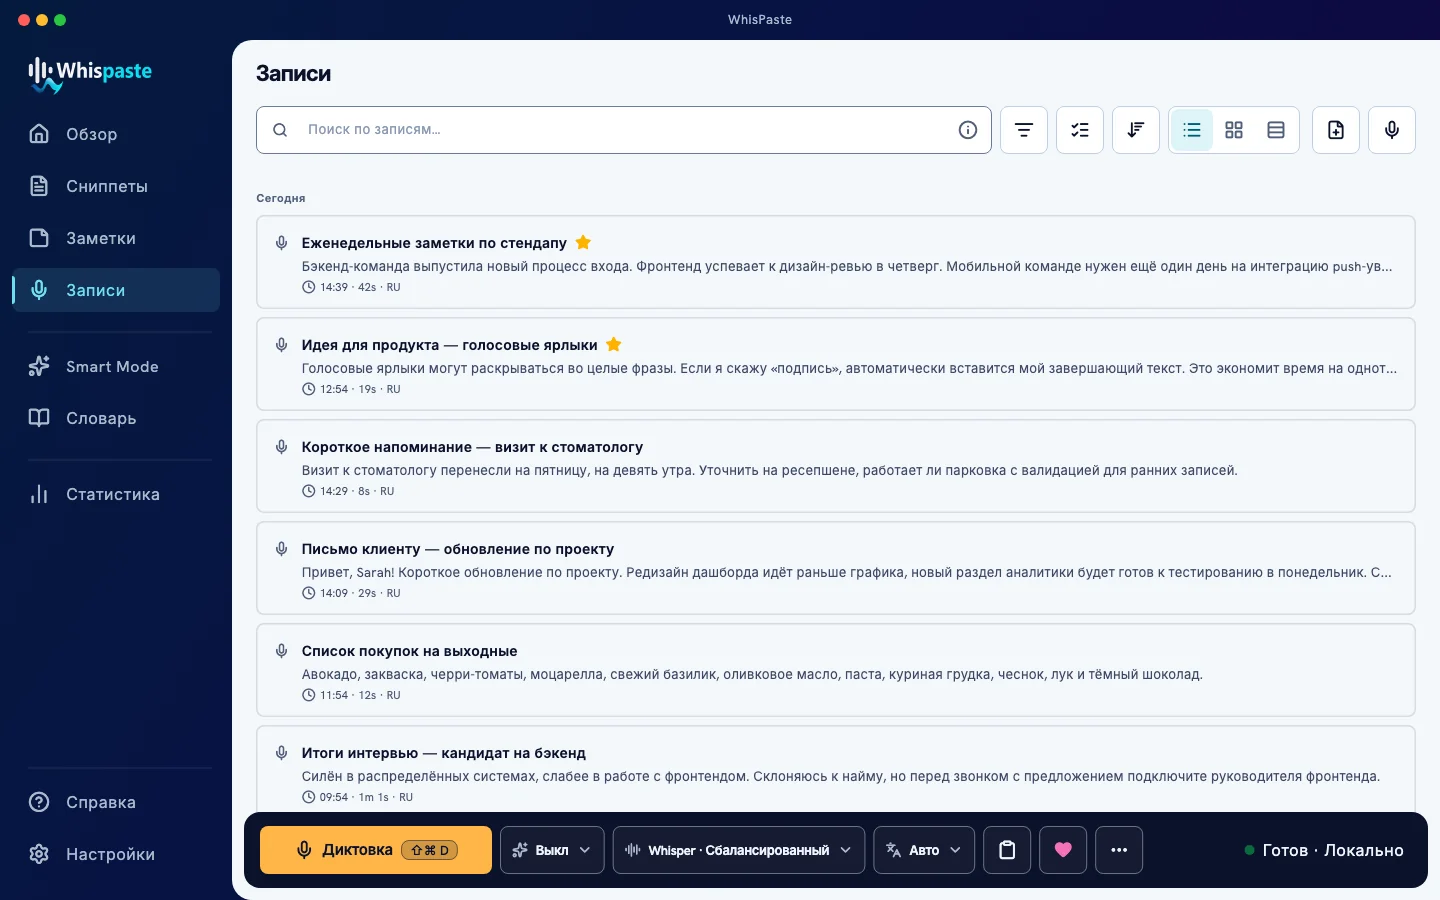 WhisPaste
Whispaste
Обзор
Сниппеты
Заметки
Записи
Smart Mode
Словарь
Статистика
Справка
Настройки
Записи
Поиск по записям...
Сегодня
Еженедельные заметки по стендапу
Бэкенд-команда выпустила новый процесс входа. Фронтенд успевает к дизайн-ревью в четверг. Мобильной команде нужен ещё один день на интеграцию push-ув...
14:39 · 42s · RU
Идея для продукта — голосовые ярлыки
Голосовые ярлыки могут раскрываться во целые фразы. Если я скажу «подпись», автоматически вставится мой завершающий текст. Это экономит время на однот...
12:54 · 19s · RU
Короткое напоминание — визит к стоматологу
Визит к стоматологу перенесли на пятницу, на девять утра. Уточнить на ресепшене, работает ли парковка с валидацией для ранних записей.
14:29 · 8s · RU
Письмо клиенту — обновление по проекту
Привет, Sarah! Короткое обновление по проекту. Редизайн дашборда идёт раньше графика, новый раздел аналитики будет готов к тестированию в понедельник. С...
14:09 · 29s · RU
Список покупок на выходные
Авокадо, закваска, черри-томаты, моцарелла, свежий базилик, оливковое масло, паста, куриная грудка, чеснок, лук и тёмный шоколад.
11:54 · 12s · RU
Итоги интервью — кандидат на бэкенд
Силён в распределённых системах, слабее в работе с фронтендом. Склоняюсь к найму, но перед звонком с предложением подключите руководителя фронтенда.
09:54 · 1m 1s · RU
Диктовка ⇧⌘ D
Выкл
Whisper · Сбалансированный
Авто
Готов · Локально